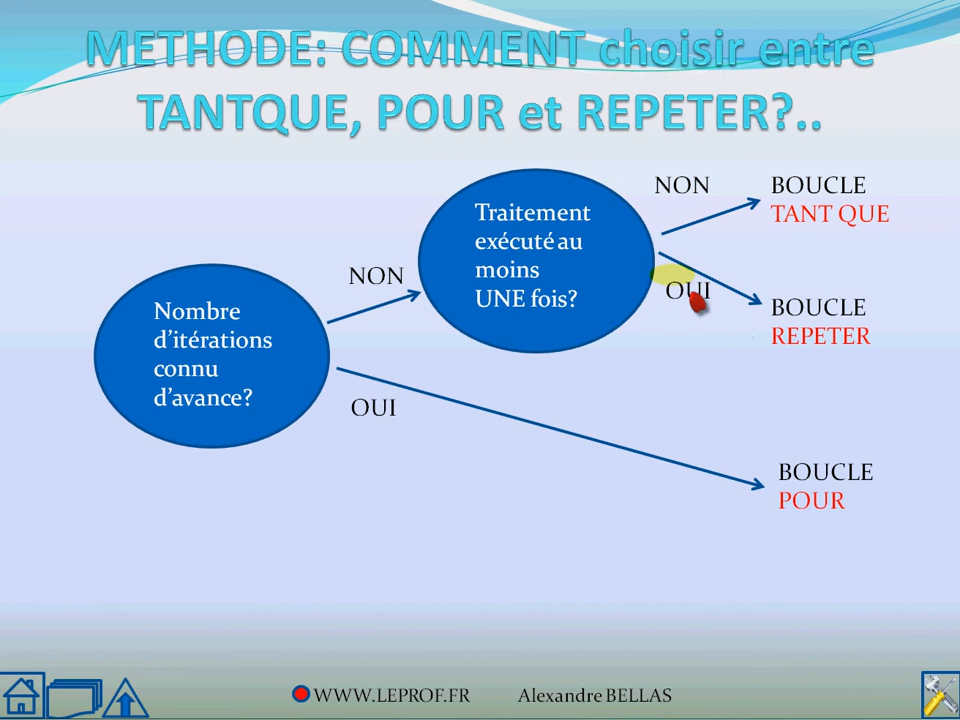 METHODE: COMMENT choisir entre
TANTQUE, POUR et REPETER?..
NON
BOUCLE
TANT QUE
Traitement
exécuté au
moins
UNE fois?
NON
OUI
BOUCLE
REPETER
Nombre
d'itérations
connu
d'avance?
OUI
BOUCLE
POUR
WWW.LEPROF.FR Alexandre BELLAS